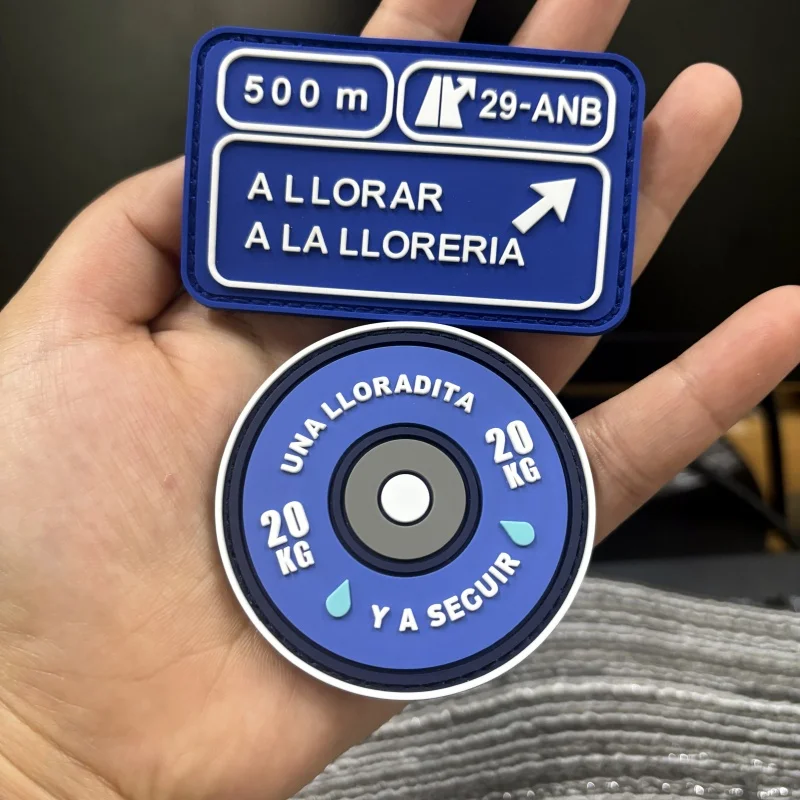 500 m
29-ANB
A LLORAR
A LA LLORERIA
UNA LLORADITA
20
KG
20
KG
Y A SEGUIR